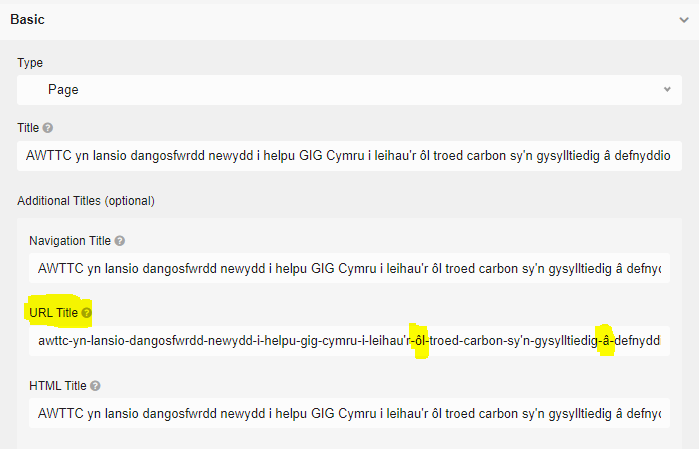 Basic
Type
Page
Title
AWTTC yn lansio dangosfwrdd newydd i helpu GIG Cymru i leihau'r ôl troed carbon sy'n gysylltiedig â defnyddio
Additional Titles (optional)
Navigation Title
AWTTC yn lansio dangosfwrdd newydd i helpu GIG Cymru i leihau'r ôl troed carbon sy'n gysylltiedig â defnyd
URL Title
awttc-yn-lansio-dangosfwrdd-newydd-i-helpu-gig-cymru-i-leihau'r-ôl-troed-carbon-sy'n-gysylltiedig-â-defnydd
HTML Title
AWTTC yn lansio dangosfwrdd newydd i helpu GIG Cymru i leihau'r ôl troed carbon sy'n gysylltiedig â defnyd